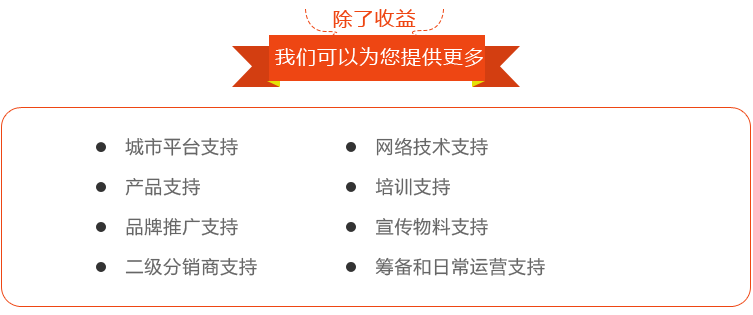 除了收益
我们可以为您提供更多
城市平台支持
网络技术支持
产品支持
培训支持
品牌推广支持
宣传物料支持
二级分销商支持
筹备和日常运营支持